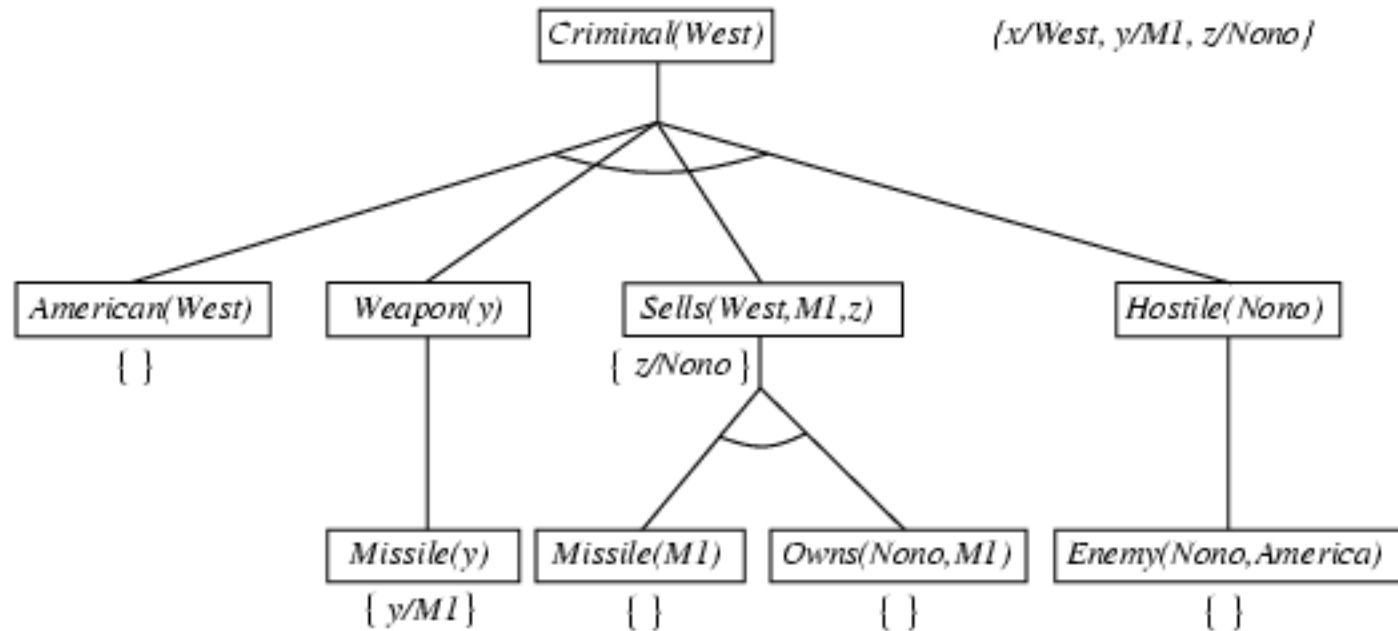 Criminal(West)
{x/West, y/M1, z/Nono}
American(West)
Weapon(y)
Sells(West,M1,z)
Hostile(Nono)
{ }
{ z/Nono }
Missile(y)
Missile(M1)
Owns(Nono,M1)
Enemy(Nono,America)
{ y/M1 }
{ }
{ }
{ }